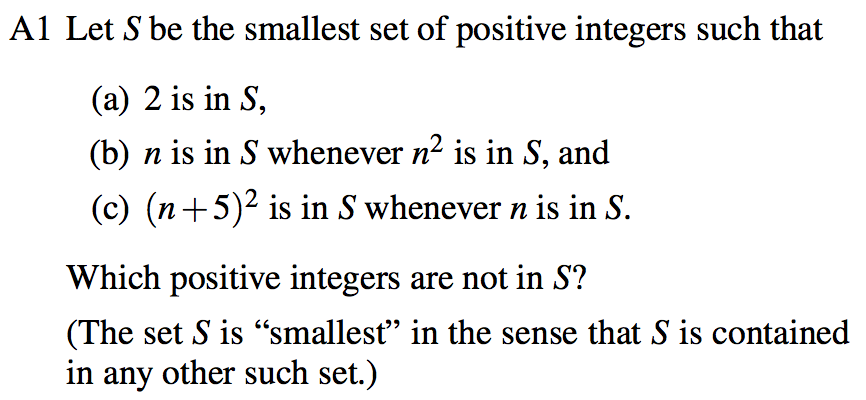 A1 Let S be the smallest set of positive integers such that
(a) 2 is in S,
(b) n is in S whenever n² is in S, and
(c) (n+5)² is in S whenever n is in S.
Which positive integers are not in S?
(The set S is “smallest” in the sense that S is contained
in any other such set.)